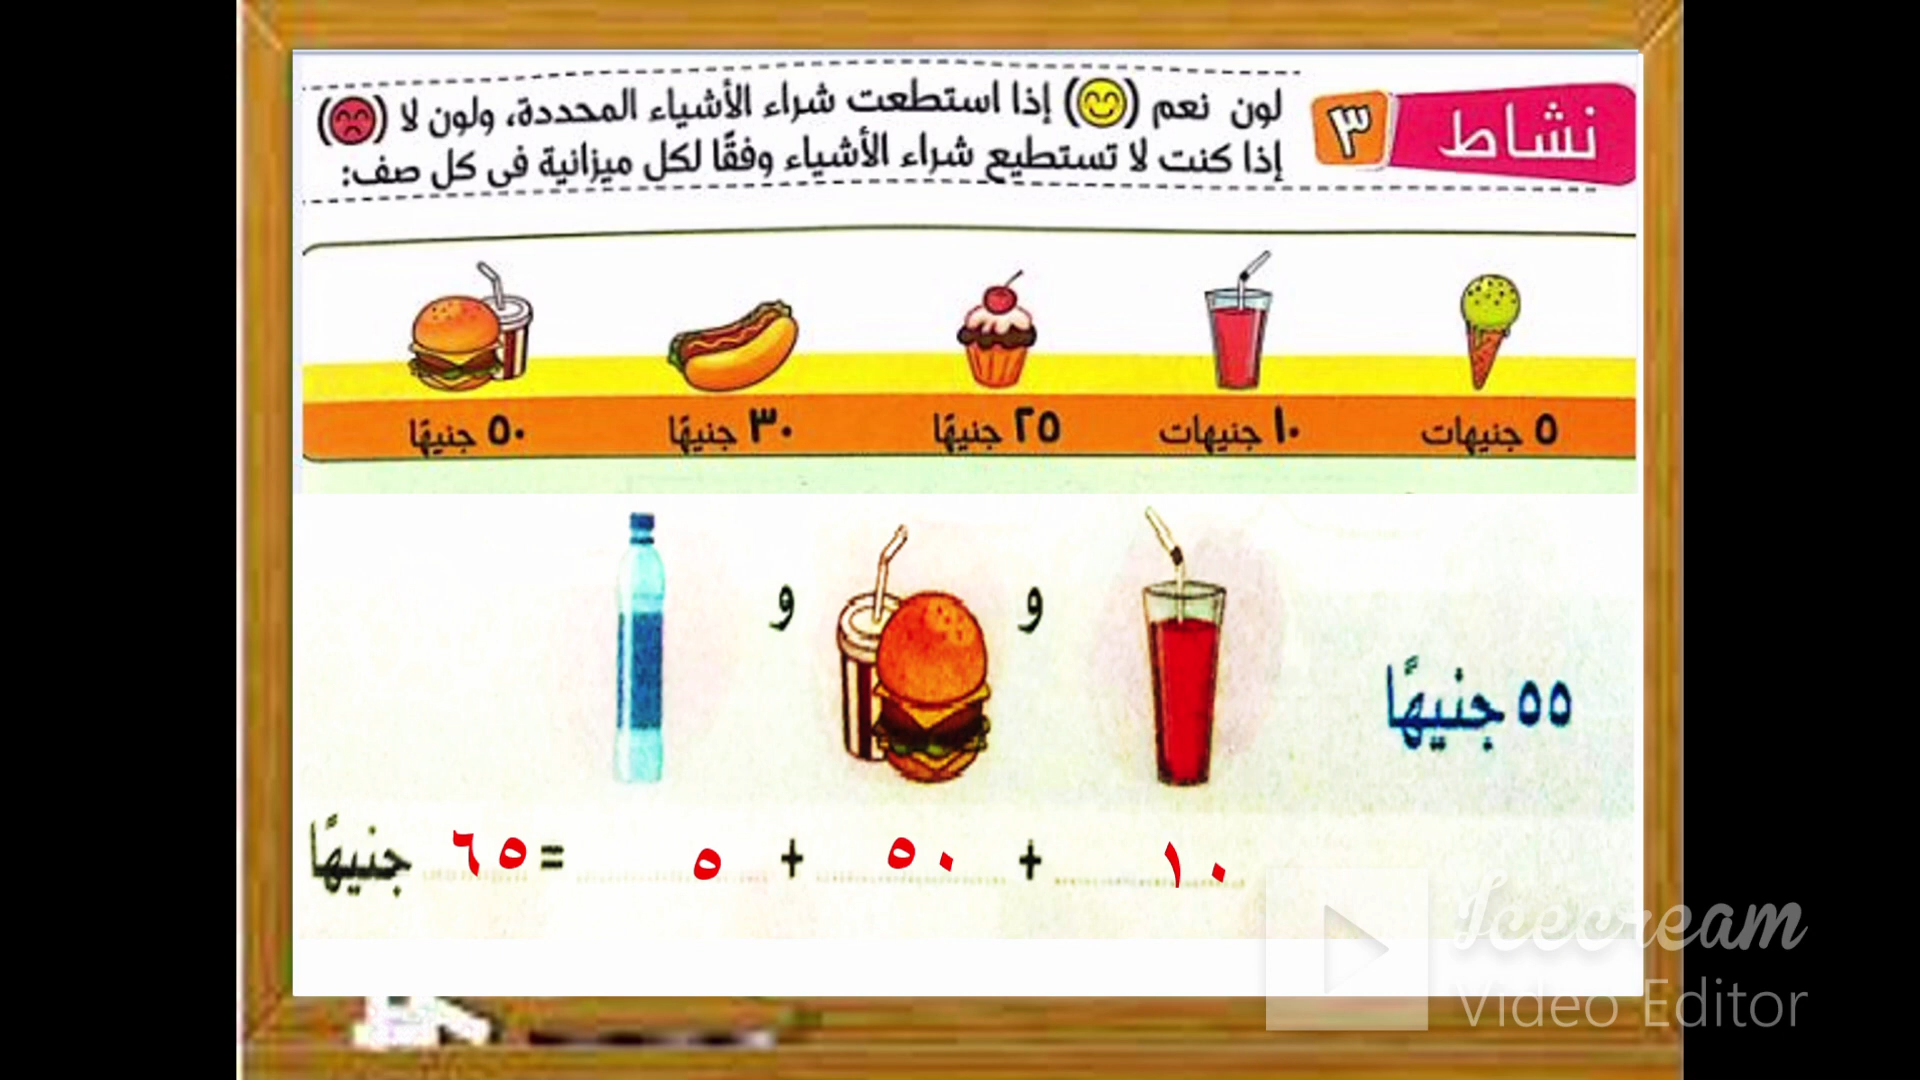 نشاط ٣
لون نعم (😊) إذا استطعت شراء الأشياء المحددة، ولون لا (☹)
إذا كنت لا تستطيع شراء الأشياء وفقًا لكل ميزانية في كل صف:
٥ جنيهات ١٠ جنيهات ٢٥ جنيهًا ٣٠ جنيهًا ٥٠ جنيهًا
و و
٥٥ جنيهًا
١٠ + ٥٠ + ٥ = ٦٥ جنيهًا
Icecream
Video Editor